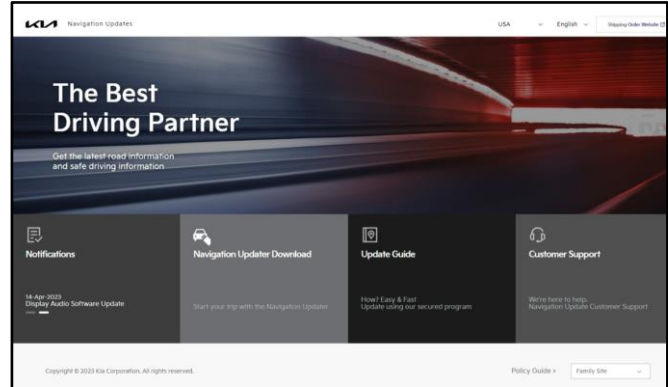 KIA Navigation Updates
USA English Shipping Order Website
The Best
Driving Partner
Get the latest road information
and safe driving information
Notifications
14-Apr-2023
Display Audio Software Update
Navigation Updater Download
Start your trip with the Navigation Updater
Update Guide
How? Easy & Fast
Update using our secured program
Customer Support
We're here to help.
Navigation Update Customer Support
Copyright © 2023 Kia Corporation. All rights reserved.
Policy Guide
Family Site